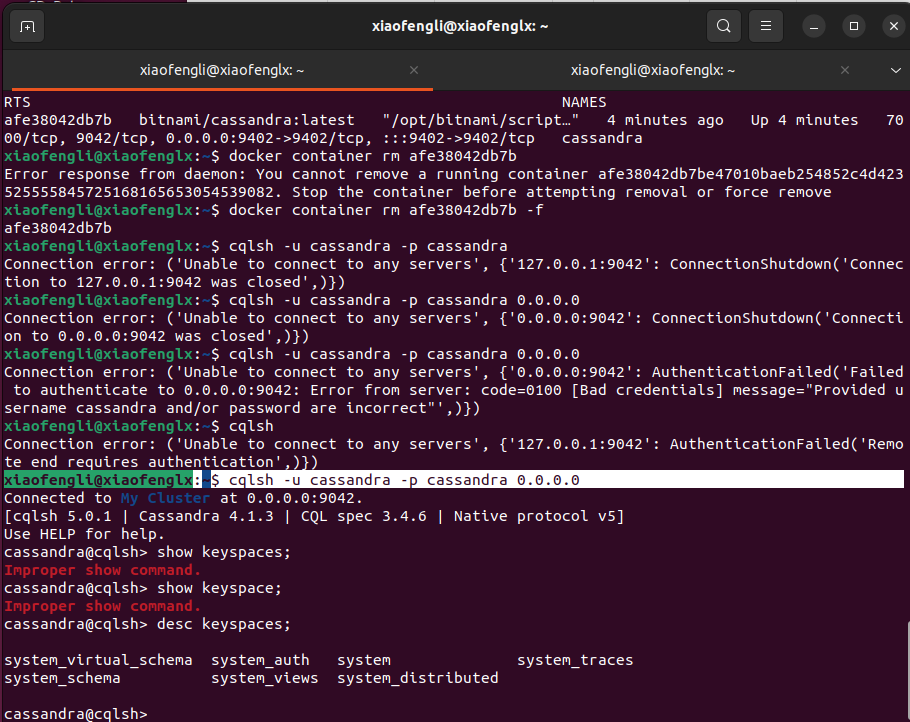 xiaofengli@xiaofenglx: ~
xiaofengli@xiaofenglx: ~
xiaofengli@xiaofenglx: ~
RTS NAMES
afe38042db7b bitnami/cassandra:latest "/opt/bitnami/script…" 4 minutes ago Up 4 minutes 70
00/tcp, 9042/tcp, 0.0.0.0:9402->9402/tcp, :::9402->9402/tcp cassandra
xiaofengli@xiaofenglx:~$ docker container rm afe38042db7b
Error response from daemon: You cannot remove a running container afe38042db7be47010baeb254852c4d423
5255555845725168165653054539082. Stop the container before attempting removal or force remove
xiaofengli@xiaofenglx:~$ docker container rm afe38042db7b -f
afe38042db7b
xiaofengli@xiaofenglx:~$ cqlsh -u cassandra -p cassandra
Connection error: ('Unable to connect to any servers', {'127.0.0.1:9042': ConnectionShutdown('Connec
tion to 127.0.0.1:9042 was closed',)})
xiaofengli@xiaofenglx:~$ cqlsh -u cassandra -p cassandra 0.0.0.0
Connection error: ('Unable to connect to any servers', {'0.0.0.0:9042': ConnectionShutdown('Connecti
on to 0.0.0.0:9042 was closed',)})
xiaofengli@xiaofenglx:~$ cqlsh -u cassandra -p cassandra 0.0.0.0
Connection error: ('Unable to connect to any servers', {'0.0.0.0:9042': AuthenticationFailed('Failed
 to authenticate to 0.0.0.0:9042: Error from server: code=0100 [Bad credentials] message="Provided u
sername cassandra and/or password are incorrect"',)})
xiaofengli@xiaofenglx:~$ cqlsh
Connection error: ('Unable to connect to any servers', {'127.0.0.1:9042': AuthenticationFailed('Remo
te end requires authentication',)})
xiaofengli@xiaofenglx:~$ cqlsh -u cassandra -p cassandra 0.0.0.0
Connected to My Cluster at 0.0.0.0:9042.
[cqlsh 5.0.1 | Cassandra 4.1.3 | CQL spec 3.4.6 | Native protocol v5]
Use HELP for help.
cassandra@cqlsh> show keyspaces;
Improper show command.
cassandra@cqlsh> show keyspace;
Improper show command.
cassandra@cqlsh> desc keyspaces;
system_virtual_schema system_auth system system_traces
system_schema system_views system_distributed
cassandra@cqlsh>